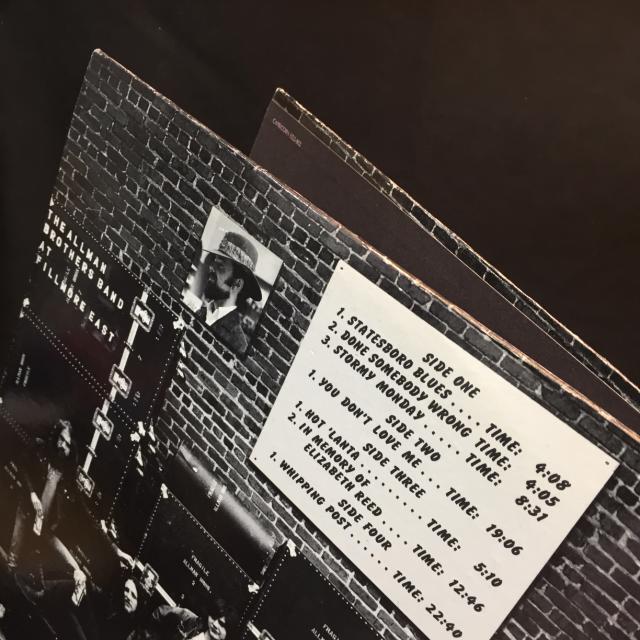 THE ALLMAN
BROTHERS BAND
FILLMORE EAST
SIDE ONE
1. STATESBORO BLUES .... TIME: 4:08
2. DONE SOMEBODY WRONG TIME: 4:05
3. STORMY MONDAY ..... TIME: 8:31
SIDE TWO
1. YOU DON'T LOVE ME... TIME: 19:06
SIDE THREE
1. HOT 'LANTA ........ TIME: 5:10
2. IN MEMORY OF
ELIZABETH REED.... TIME: 12:46
SIDE FOUR
1. WHIPPING POST...... TIME: 22:40